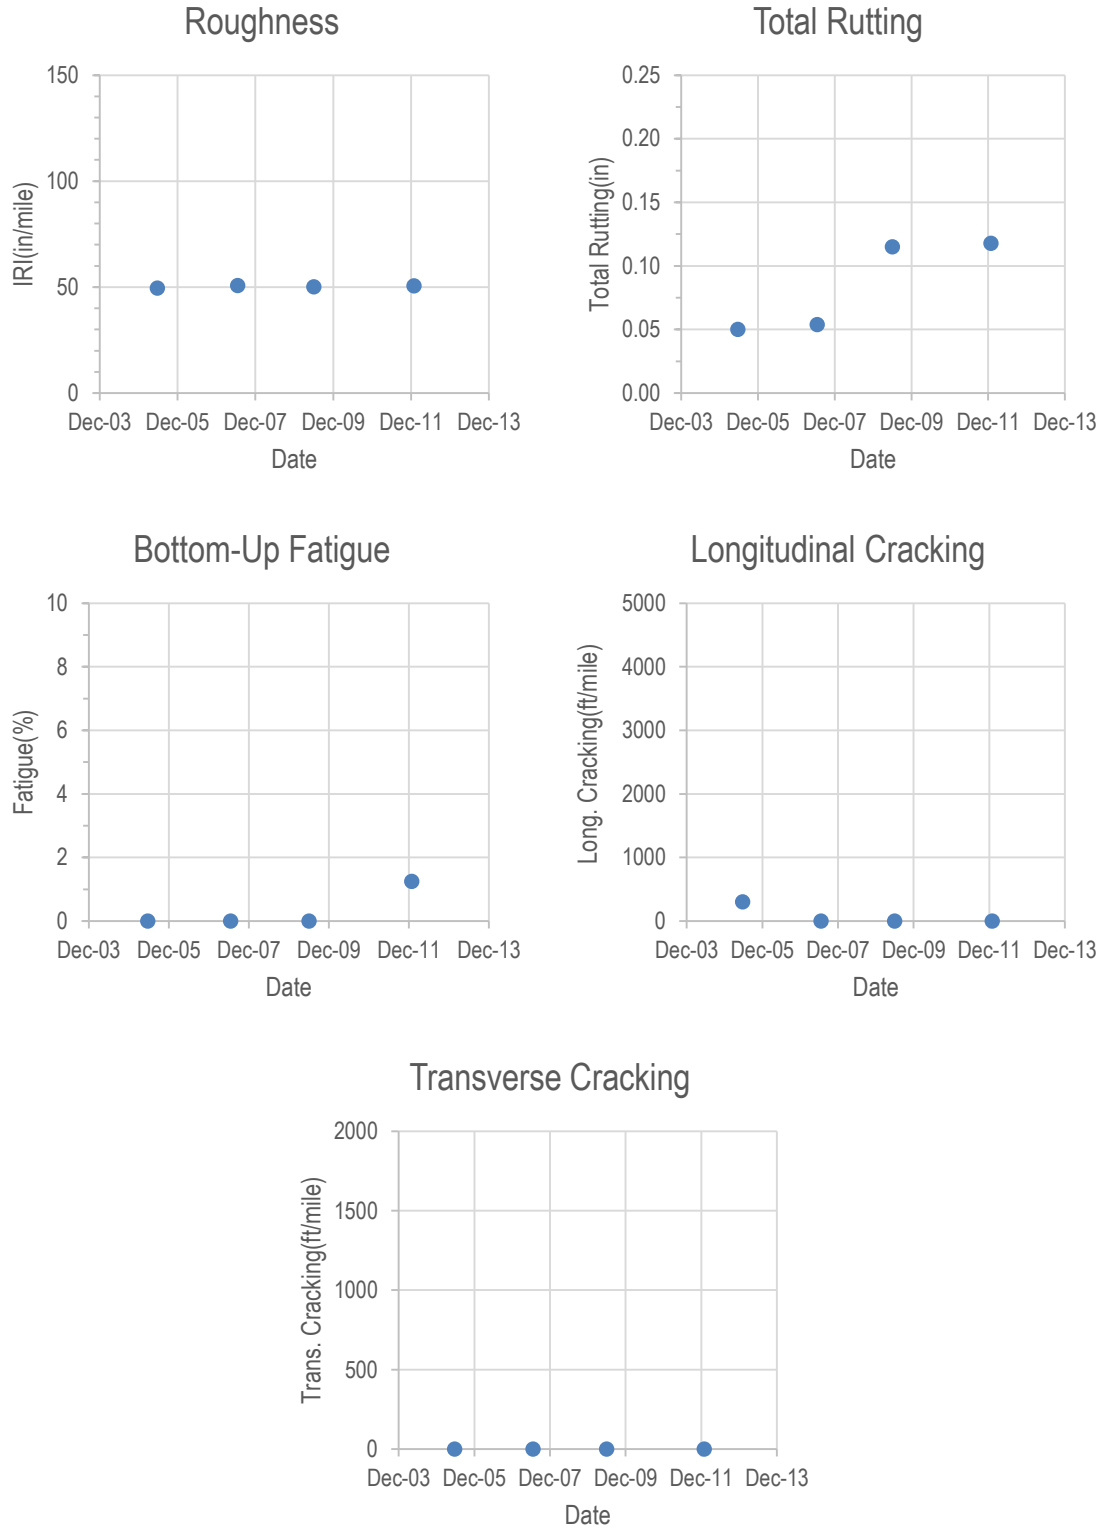 Roughness
150
100
50
0
IRI(in/mile)
Dec-03 Dec-05 Dec-07 Dec-09 Dec-11 Dec-13
Date
Total Rutting
0.25
0.20
0.15
0.10
0.05
0.00
Total Rutting(in)
Dec-03 Dec-05 Dec-07 Dec-09 Dec-11 Dec-13
Date
Bottom-Up Fatigue
10
8
6
4
2
0
Fatigue(%)
Dec-03 Dec-05 Dec-07 Dec-09 Dec-11 Dec-13
Date
Longitudinal Cracking
5000
4000
3000
2000
1000
0
Long. Cracking(ft/mile)
Dec-03 Dec-05 Dec-07 Dec-09 Dec-11 Dec-13
Date
Transverse Cracking
2000
1500
1000
500
0
Trans. Cracking(ft/mile)
Dec-03 Dec-05 Dec-07 Dec-09 Dec-11 Dec-13
Date